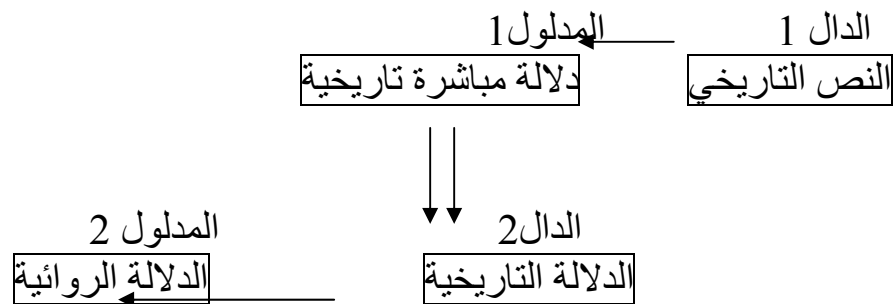 الدال 1 المدلول1
النص التاريخي دلالة مباشرة تاريخية
الدال2 المدلول 2
الدلالة التاريخية الدلالة الروائية